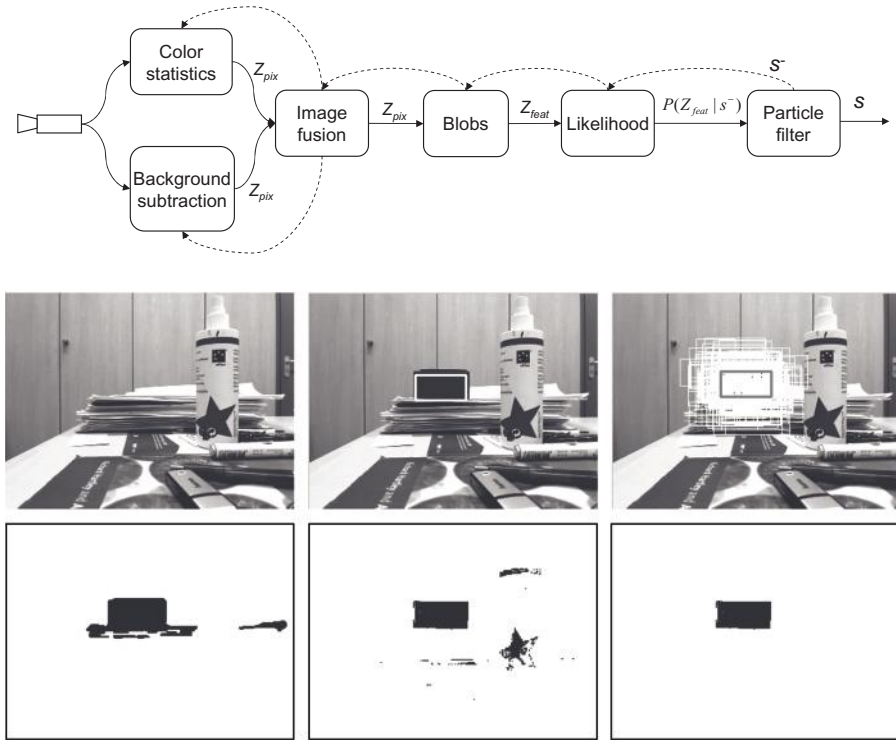 Color
statistics
Z_pix
Background
subtraction
Z_pix
Image
fusion
Z_pix
Blobs
Z_feat
Likelihood
P(Z_feat | s⁻)
s⁻
Particle
filter
s